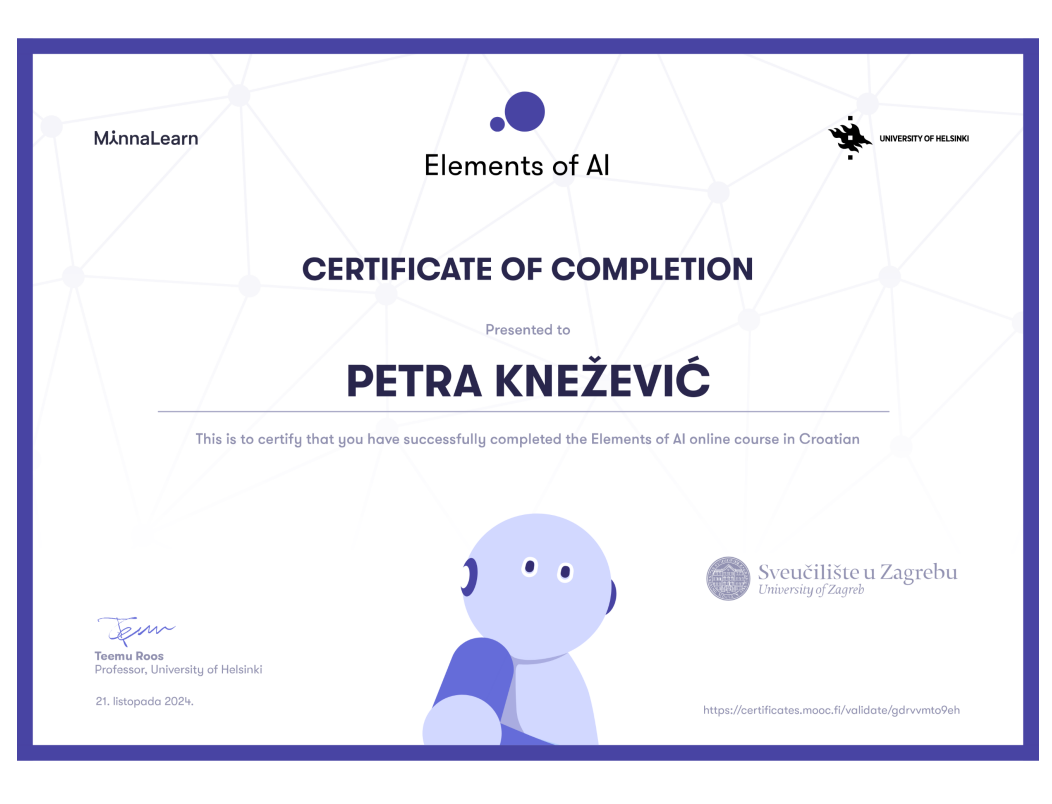 MinnaLearn
Elements of AI
UNIVERSITY OF HELSINKI
CERTIFICATE OF COMPLETION
Presented to
PETRA KNEŽEVIĆ
This is to certify that you have successfully completed the Elements of AI online course in Croatian
Sveučilište u Zagrebu
University of Zagreb
Teemu Roos
Professor, University of Helsinki
21. listopada 2024.
https://certificates.mooc.fi/validate/gdrvvmto9eh